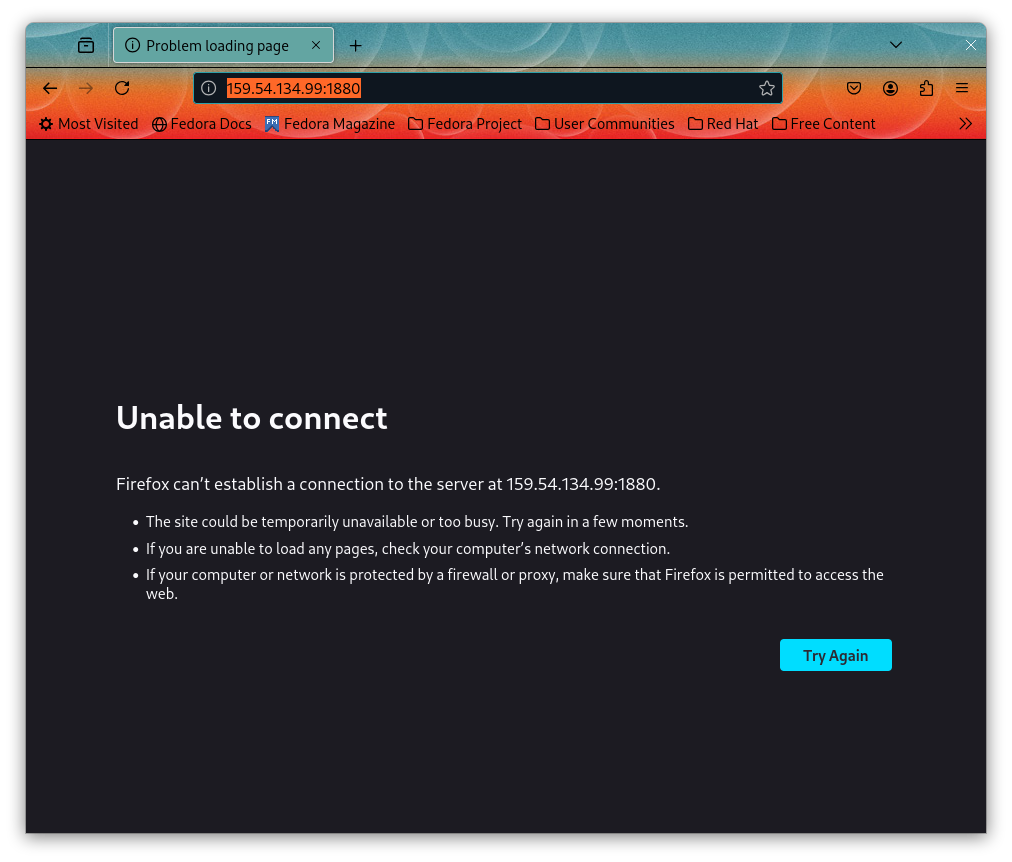 Problem loading page
159.54.134.99:1880
Most Visited Fedora Docs FM Fedora Magazine Fedora Project User Communities Red Hat Free Content
Unable to connect
Firefox can’t establish a connection to the server at 159.54.134.99:1880.
• The site could be temporarily unavailable or too busy. Try again in a few moments.
• If you are unable to load any pages, check your computer’s network connection.
• If your computer or network is protected by a firewall or proxy, make sure that Firefox is permitted to access the
web.
Try Again